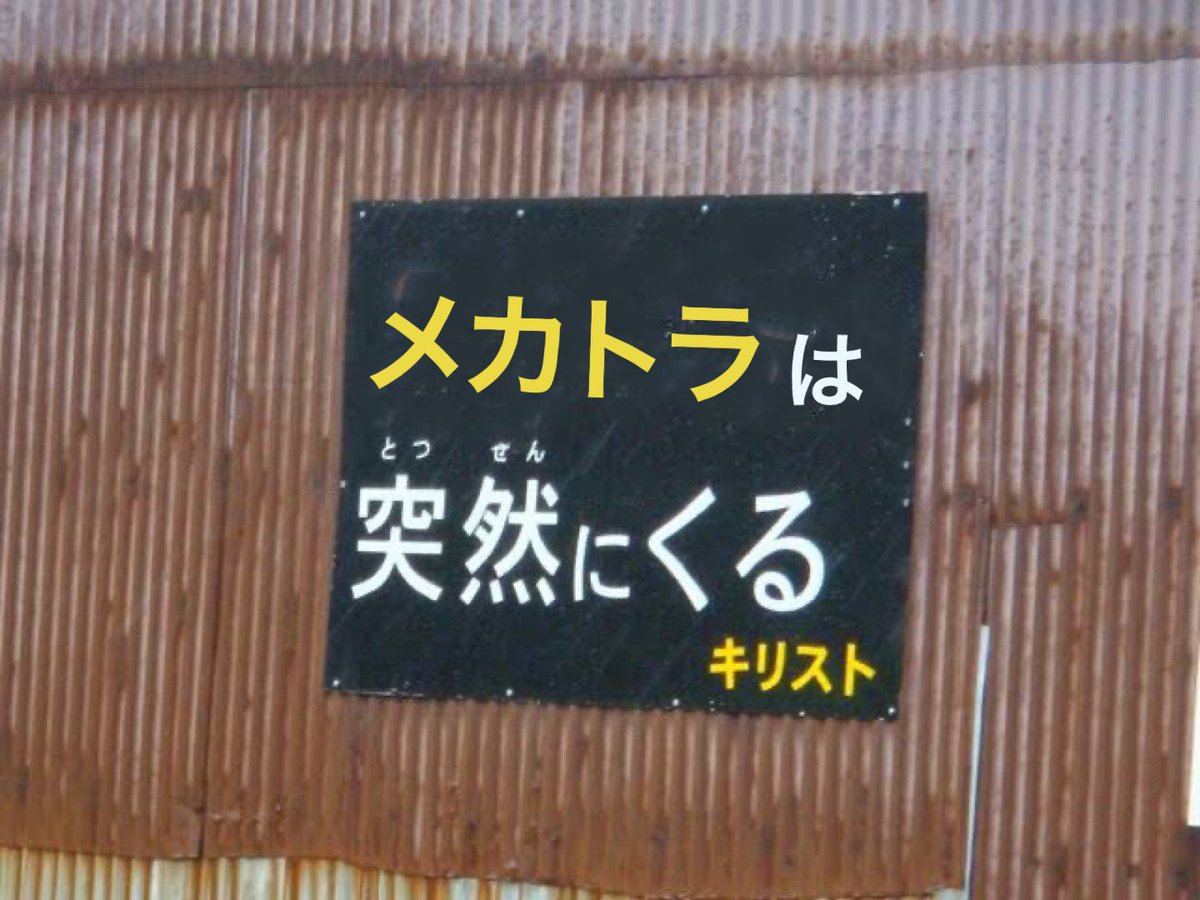 メカトラは
とつ ぜん
突然にくる
キリスト